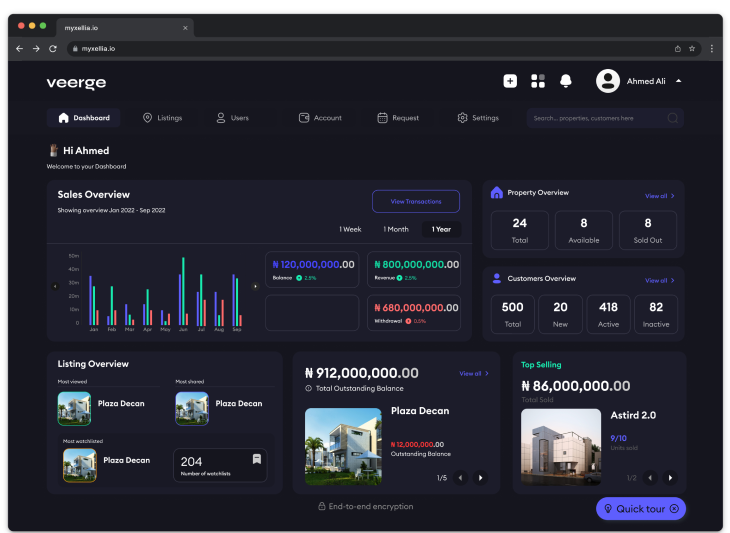 myxellia.io
myxellia.io
veerge
Ahmed Ali
Dashboard
Listings
Users
Account
Request
Settings
Search... properties, customers here
Hi Ahmed
Welcome to your Dashboard
Sales Overview
View Transactions
Showing overview Jan 2022 - Sep 2022
1 Week
1 Month
1 Year
50m
40m
30m
20m
10m
0
Jan Feb Mar Apr May Jun Jul Aug Sep
₦ 120,000,000.00
Balance 2.5%
₦ 800,000,000.00
Revenue 2.5%
₦ 680,000,000.00
Withdrawal 0.5%
Property Overview
View all >
24
Total
8
Available
8
Sold Out
Customers Overview
View all >
500
Total
20
New
418
Active
82
Inactive
Listing Overview
Most viewed
Plaza Decan
Most shared
Plaza Decan
Most watchlisted
Plaza Decan
204
Number of watchlists
₦ 912,000,000.00
View all >
Total Outstanding Balance
Plaza Decan
₦ 12,000,000.00
Outstanding Balance
1/5
Top Selling
₦ 86,000,000.00
Total Sold
Astird 2.0
9/10
Units sold
1/2
End-to-end encryption
Quick tour